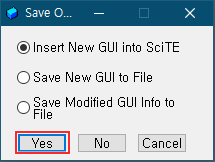 Save O...
Insert New GUI into SciTE
Save New GUI to File
Save Modified GUI Info to
File
Yes
No
Cancel